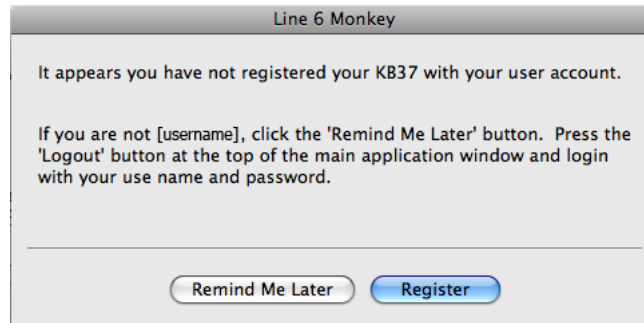 Line 6 Monkey
It appears you have not registered your KB37 with your user account.
If you are not [username], click the 'Remind Me Later' button.  Press the
'Logout' button at the top of the main application window and login
with your use name and password.
Remind Me Later
Register